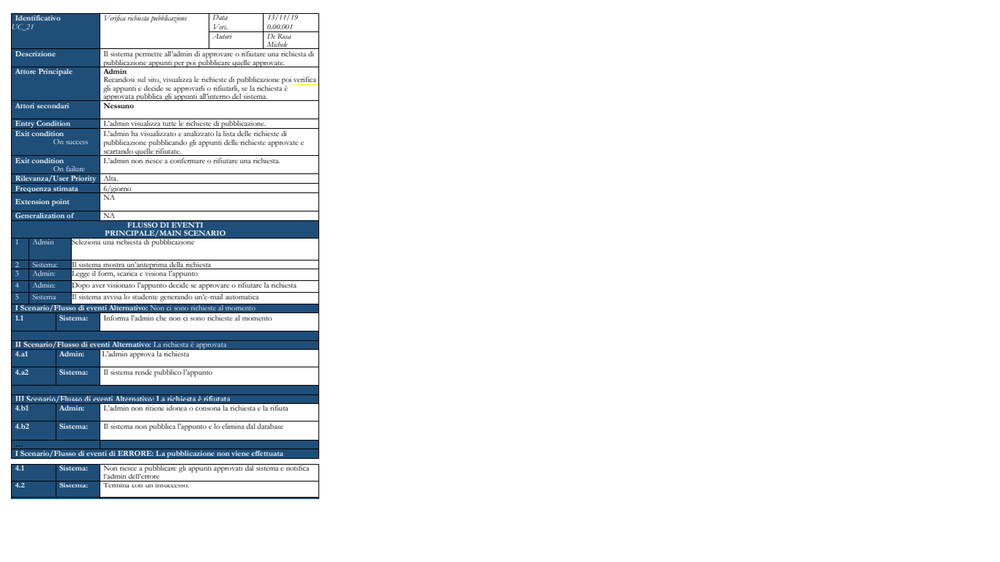 Identificativo
UC_21
Verifica richiesta pubblicazione
Data
13/11/19
Vers.
0.00.001
Autori
De Rosa
Michele
Descrizione
Il sistema permette all’admin di approvare o rifiutare una richiesta di
pubblicazione appunti per poi pubblicare quelle approvate.
Attore Principale
Admin
Recandosi sul sito, visualizza le richieste di pubblicazione poi verifica
gli appunti e decide se approvarli o rifiutarli, se la richiesta è
approvata pubblica gli appunti all’interno del sistema.
Attori secondari
Nessuno
Entry Condition
L’admin visualizza tutte le richieste di pubblicazione.
Exit condition
On success
L’admin ha visualizzato e analizzato la lista delle richieste di
pubblicazione pubblicando gli appunti delle richieste approvate e
scartando quelle rifiutate.
Exit condition
On failure
L’admin non riesce a confermare o rifiutare una richiesta.
Rilevanza/User Priority
Alta.
Frequenza stimata
6/giorno
Extension point
NA
Generalization of
NA
FLUSSO DI EVENTI
PRINCIPALE/MAIN SCENARIO
1 Admin Seleziona una richiesta di pubblicazione
2 Sistema: Il sistema mostra un’anteprima della richiesta
3 Admin: Legge il form, scarica e visiona l’appunto
4 Admin: Dopo aver visionato l’appunto decide se approvare o rifiutare la richiesta
5 Sistema Il sistema avvisa lo studente generando un’e-mail automatica
I Scenario/Flusso di eventi Alternativo: Non ci sono richieste al momento
1.1 Sistema: Informa l’admin che non ci sono richieste al momento
II Scenario/Flusso di eventi Alternativo: La richiesta è approvata
4.a1 Admin: L’admin approva la richiesta
4.a2 Sistema: Il sistema rende pubblico l’appunto
III Scenario/Flusso di eventi Alternativo: La richiesta è rifiutata
4.b1 Admin: L’admin non ritiene idonea o consona la richiesta e la rifiuta
4.b2 Sistema: Il sistema non pubblica l’appunto e lo elimina dal database
…
I Scenario/Flusso di eventi di ERRORE: La pubblicazione non viene effettuata
4.1 Sistema: Non riesce a publicare gli appunti approvati dal sistema e notifica
l’admin dell’errore
4.2 Sistema: Termina con un insuccesso.